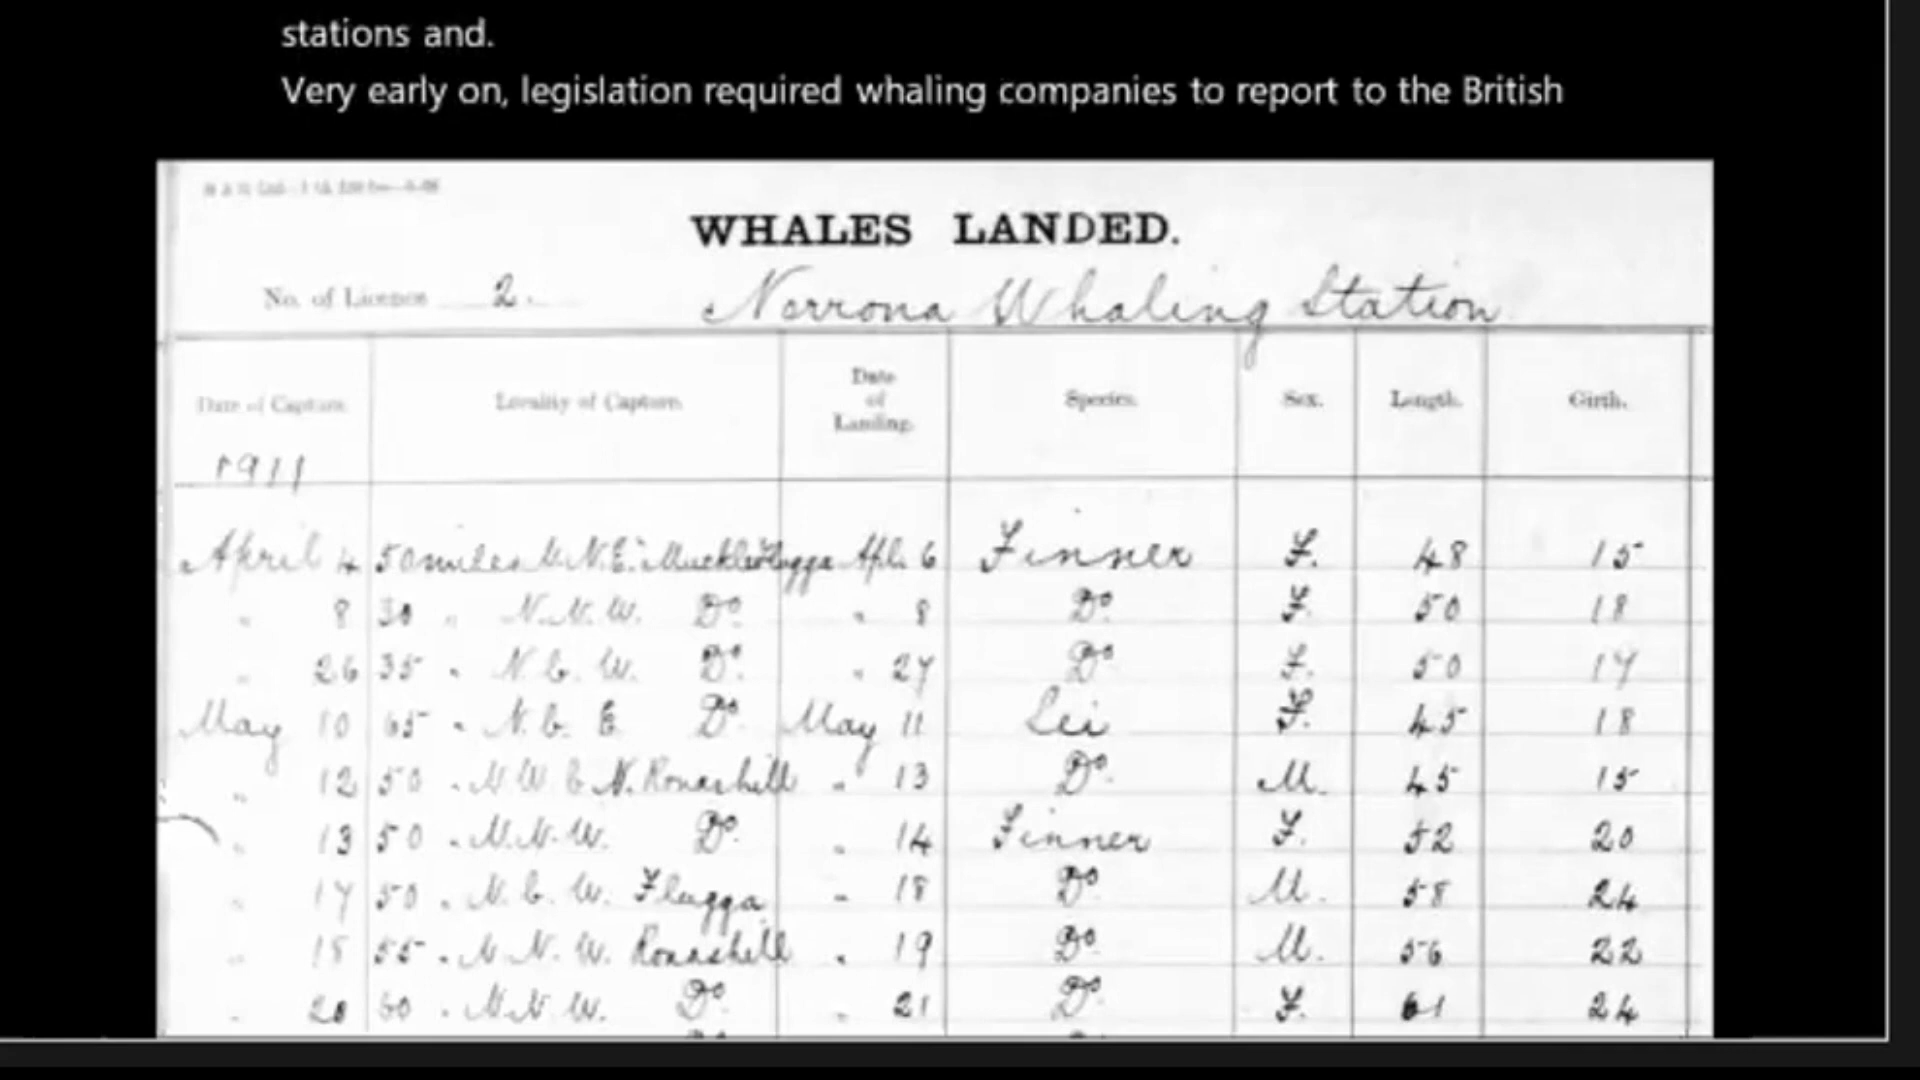 stations and.
Very early on, legislation required whaling companies to report to the British
WHALES LANDED.
No. of Licence 2. Norrona Whaling Station
Date of Capture. Locality of Capture. Date of Landing. Species. Sex. Length. Girth.
1911
April 4 50 miles N.N.E. Muckle Flugga Apl. 6 Finner F. 48 15
" 8 30 " N.N.W. Do. " 8 Do. F. 50 18
" 26 35 " N.b.W. Do. " 27 Do. F. 50 17
May 10 65 " N.b.E. Do. May 11 Sei F. 45 18
" 12 50 " N.W.b N. Ronashill " 13 Do. M. 45 15
" 13 50 " N.N.W. Do. " 14 Finner F. 52 20
" 17 50 " N.b.W. Flugga " 18 Do. M. 58 24
" 18 55 " N.N.W. Ronashill " 19 Do. M. 56 22
" 20 60 " N.N.W. Do. " 21 Do. F. 61 24